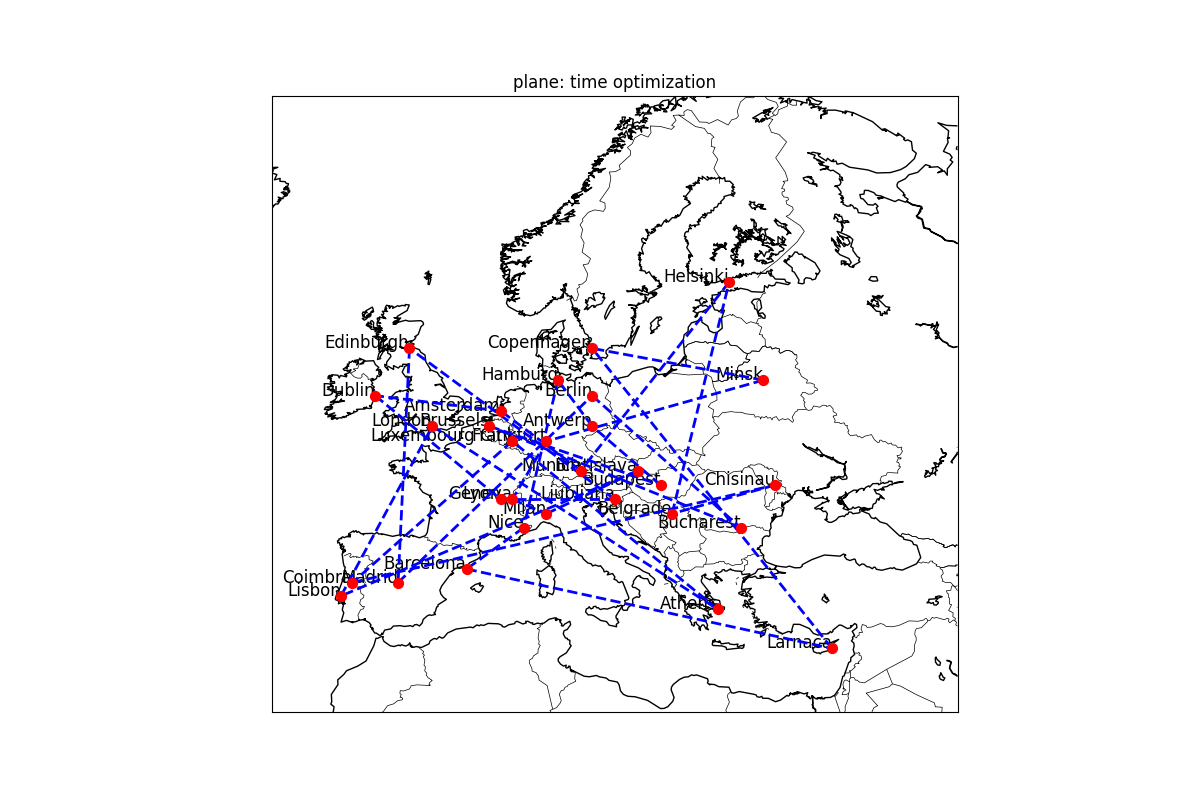 plane: time optimization
Helsinki
Edinburgh
Copenhagen
Hamburg
Minsk
Dublin
Berlin
Amsterdam
London
Brussels
Antwerp
Luxembourg
Frankfurt
Munich
Bratislava
Budapest
Chisinau
Geneva
Lyon
Ljubljana
Milan
Belgrade
Nice
Bucharest
Barcelona
Coimbra
Madrid
Lisbon
Athens
Larnaca